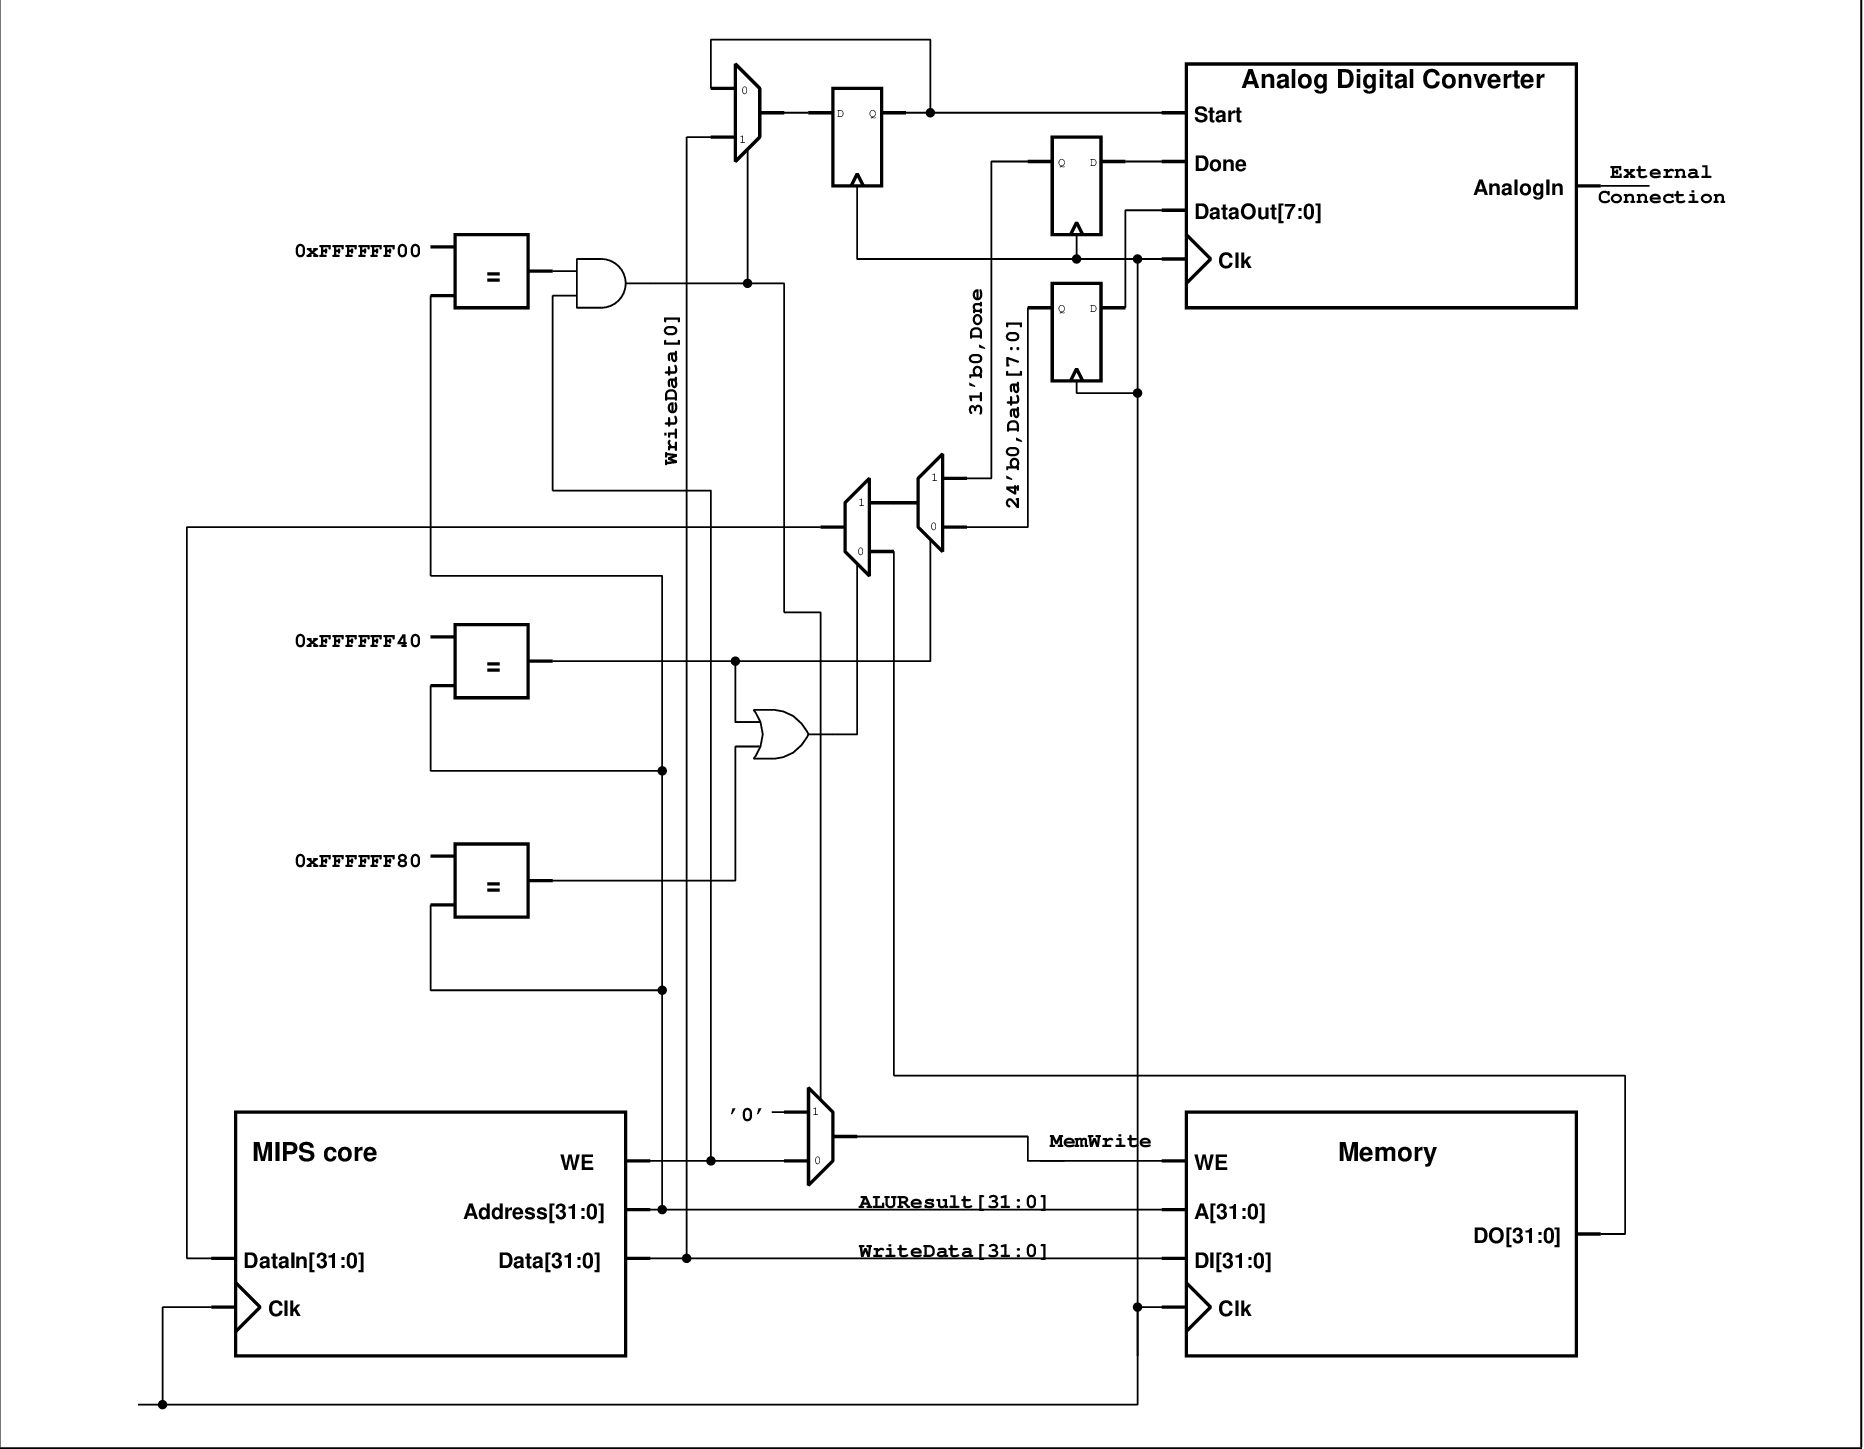 Analog Digital Converter
0
D
Q
Start
1
Q
D
Done
External
AnalogIn
Connection
DataOut[7:0]
0xFFFFFF00
=
Clk
WriteData[0]
31'b0,Done
24'b0,Data[7:0]
Q
D
1
1
0
0
0xFFFFFF40
=
0xFFFFFF80
=
'0'
1
MIPS core
MemWrite
Memory
WE
0
WE
Address[31:0]
ALUResult[31:0]
A[31:0]
DO[31:0]
DataIn[31:0]
Data[31:0]
WriteData[31:0]
DI[31:0]
Clk
Clk